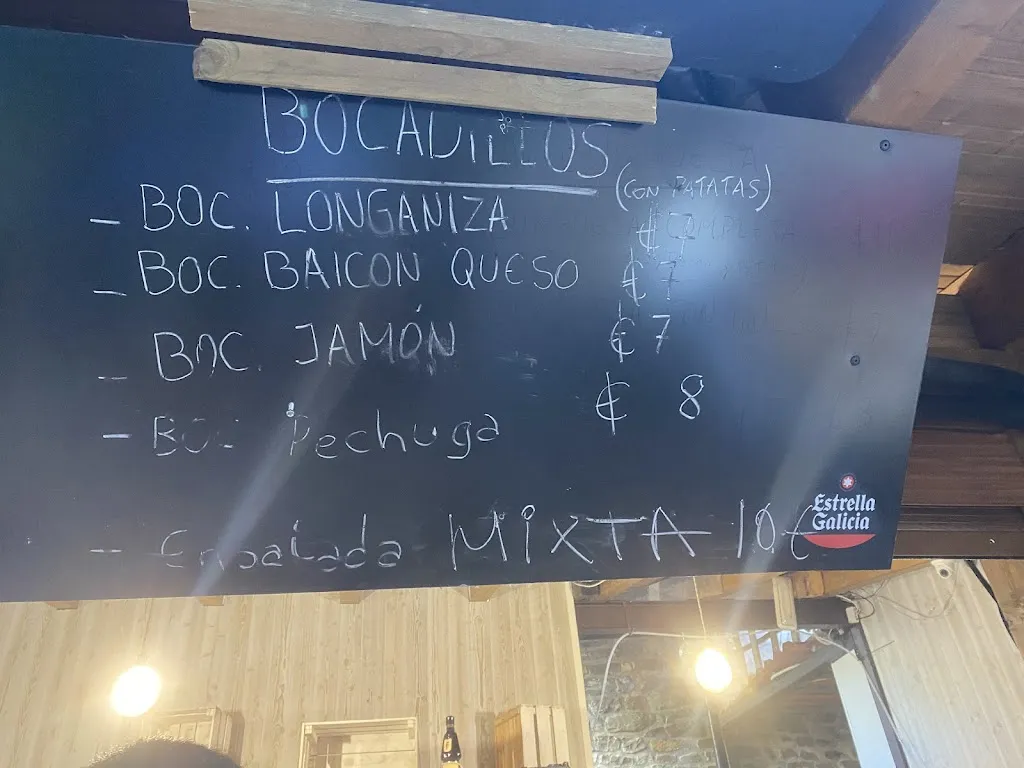 BOCADILLOS
(CON PATATAS)
- BOC. LONGANIZA €7
- BOC. BAICON QUESO €7
- BOC. JAMÓN €7
- BOC Pechuga € 8
- Ensalada MiXTA 10€
Estrella
Galicia